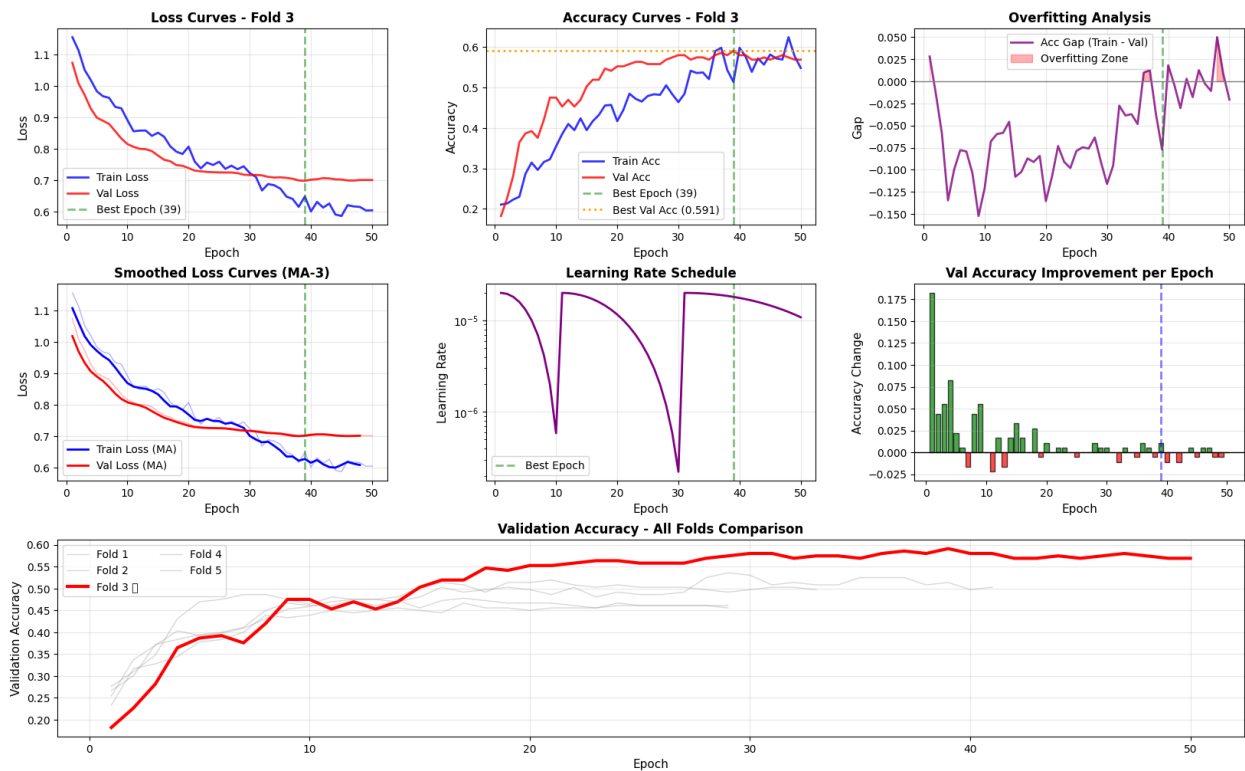 Loss Curves - Fold 3
Loss
1.1
1.0
0.9
0.8
0.7
0.6
Train Loss
Val Loss
Best Epoch (39)
0 10 20 30 40 50
Epoch
Accuracy Curves - Fold 3
Accuracy
0.6
0.5
0.4
0.3
0.2
Train Acc
Val Acc
Best Epoch (39)
Best Val Acc (0.591)
0 10 20 30 40 50
Epoch
Overfitting Analysis
Gap
0.050
0.025
0.000
−0.025
−0.050
−0.075
−0.100
−0.125
−0.150
Acc Gap (Train - Val)
Overfitting Zone
0 10 20 30 40 50
Epoch
Smoothed Loss Curves (MA-3)
Loss
1.1
1.0
0.9
0.8
0.7
0.6
Train Loss (MA)
Val Loss (MA)
0 10 20 30 40 50
Epoch
Learning Rate Schedule
Learning Rate
10⁻⁵
10⁻⁶
Best Epoch
0 10 20 30 40 50
Epoch
Val Accuracy Improvement per Epoch
Accuracy Change
0.175
0.150
0.125
0.100
0.075
0.050
0.025
0.000
−0.025
0 10 20 30 40 50
Epoch
Validation Accuracy - All Folds Comparison
Validation Accuracy
0.60
0.55
0.50
0.45
0.40
0.35
0.30
0.25
0.20
Fold 1 Fold 4
Fold 2 Fold 5
Fold 3
0 10 20 30 40 50
Epoch